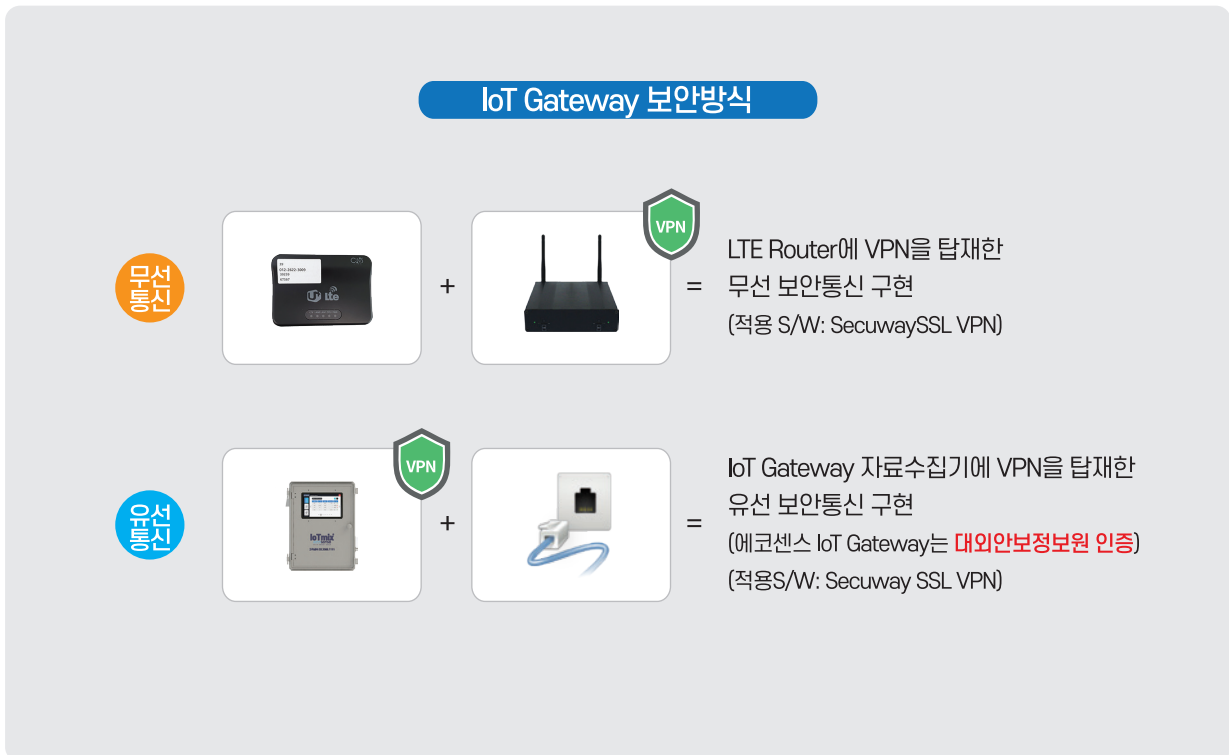 IoT Gateway 보안방식
무선
통신
U+ Lte
+
VPN
=
LTE Router에 VPN을 탑재한
무선 보안통신 구현
(적용 S/W: SecuwaySSL VPN)
유선
통신
IoTmix
VPN
+
=
IoT Gateway 자료수집기에 VPN을 탑재한
유선 보안통신 구현
(에코센스 IoT Gateway는 대외안보정보원 인증)
(적용S/W: Secuway SSL VPN)